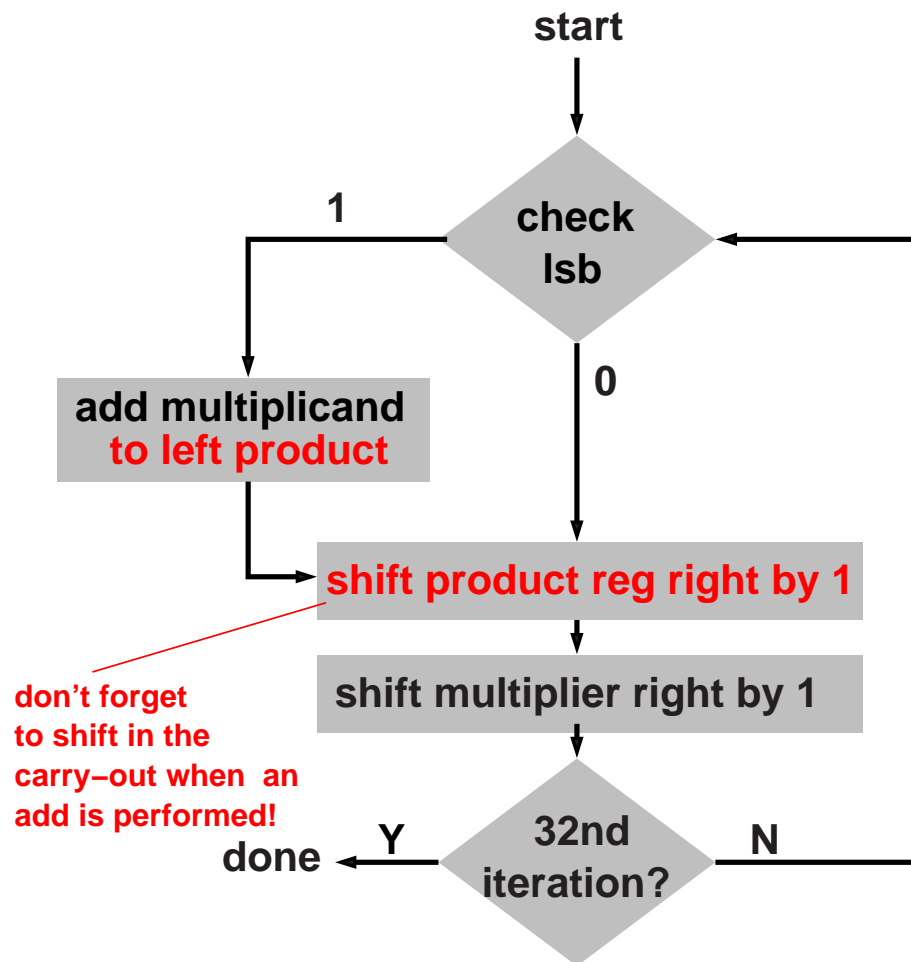 start
1
check
lsb
0
add multiplicand
to left product
shift product reg right by 1
shift multiplier right by 1
don’t forget
to shift in the
carry−out when an
add is performed!
32nd
iteration?
Y
N
done